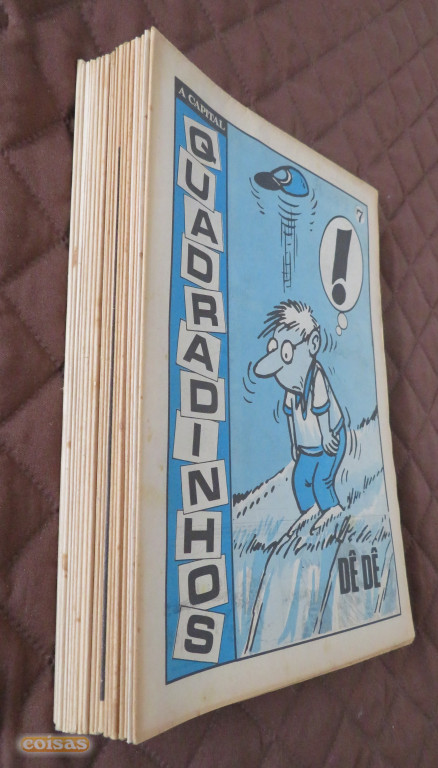 A CAPITAL
QUADRADINHOS
7
!
DÊ DÊ
coisas